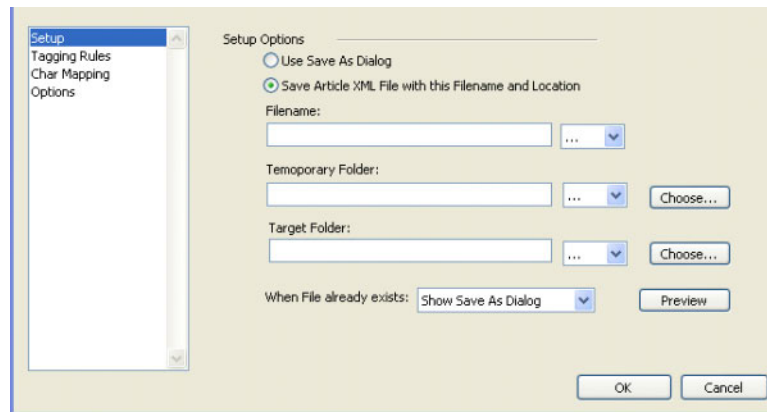 Setup
Tagging Rules
Char Mapping
Options
Setup Options
Use Save As Dialog
Save Article XML File with this Filename and Location
Filename:
...
Temoporary Folder:
...
Choose...
Target Folder:
...
Choose...
When File already exists:
Show Save As Dialog
Preview
OK
Cancel